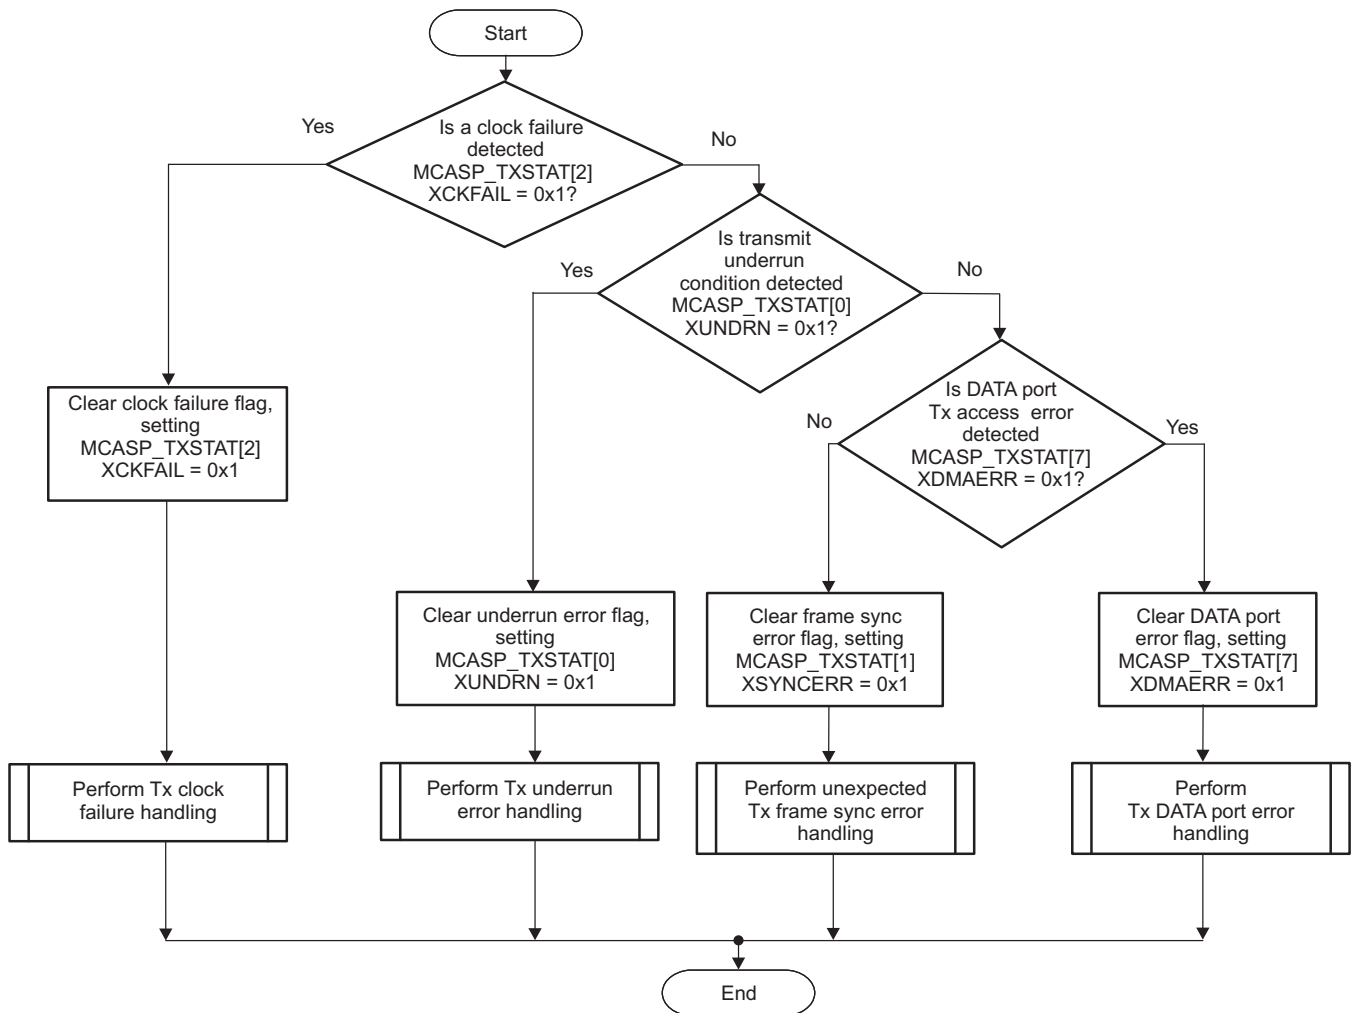 Start
Yes
Is a clock failure
detected
MCASP_TXSTAT[2]
XCKFAIL = 0x1?
No
Yes
Is transmit
underrun
condition detected
MCASP_TXSTAT[0]
XUNDRN = 0x1?
No
No
Is DATA port
Tx access error
detected
MCASP_TXSTAT[7]
XDMAERR = 0x1?
Yes
Clear clock failure flag,
setting
MCASP_TXSTAT[2]
XCKFAIL = 0x1
Clear underrun error flag,
setting
MCASP_TXSTAT[0]
XUNDRN = 0x1
Clear frame sync
error flag, setting
MCASP_TXSTAT[1]
XSYNCERR = 0x1
Clear DATA port
error flag, setting
MCASP_TXSTAT[7]
XDMAERR = 0x1
Perform Tx clock
failure handling
Perform Tx underrun
error handling
Perform unexpected
Tx frame sync error
handling
Perform
Tx DATA port error
handling
End